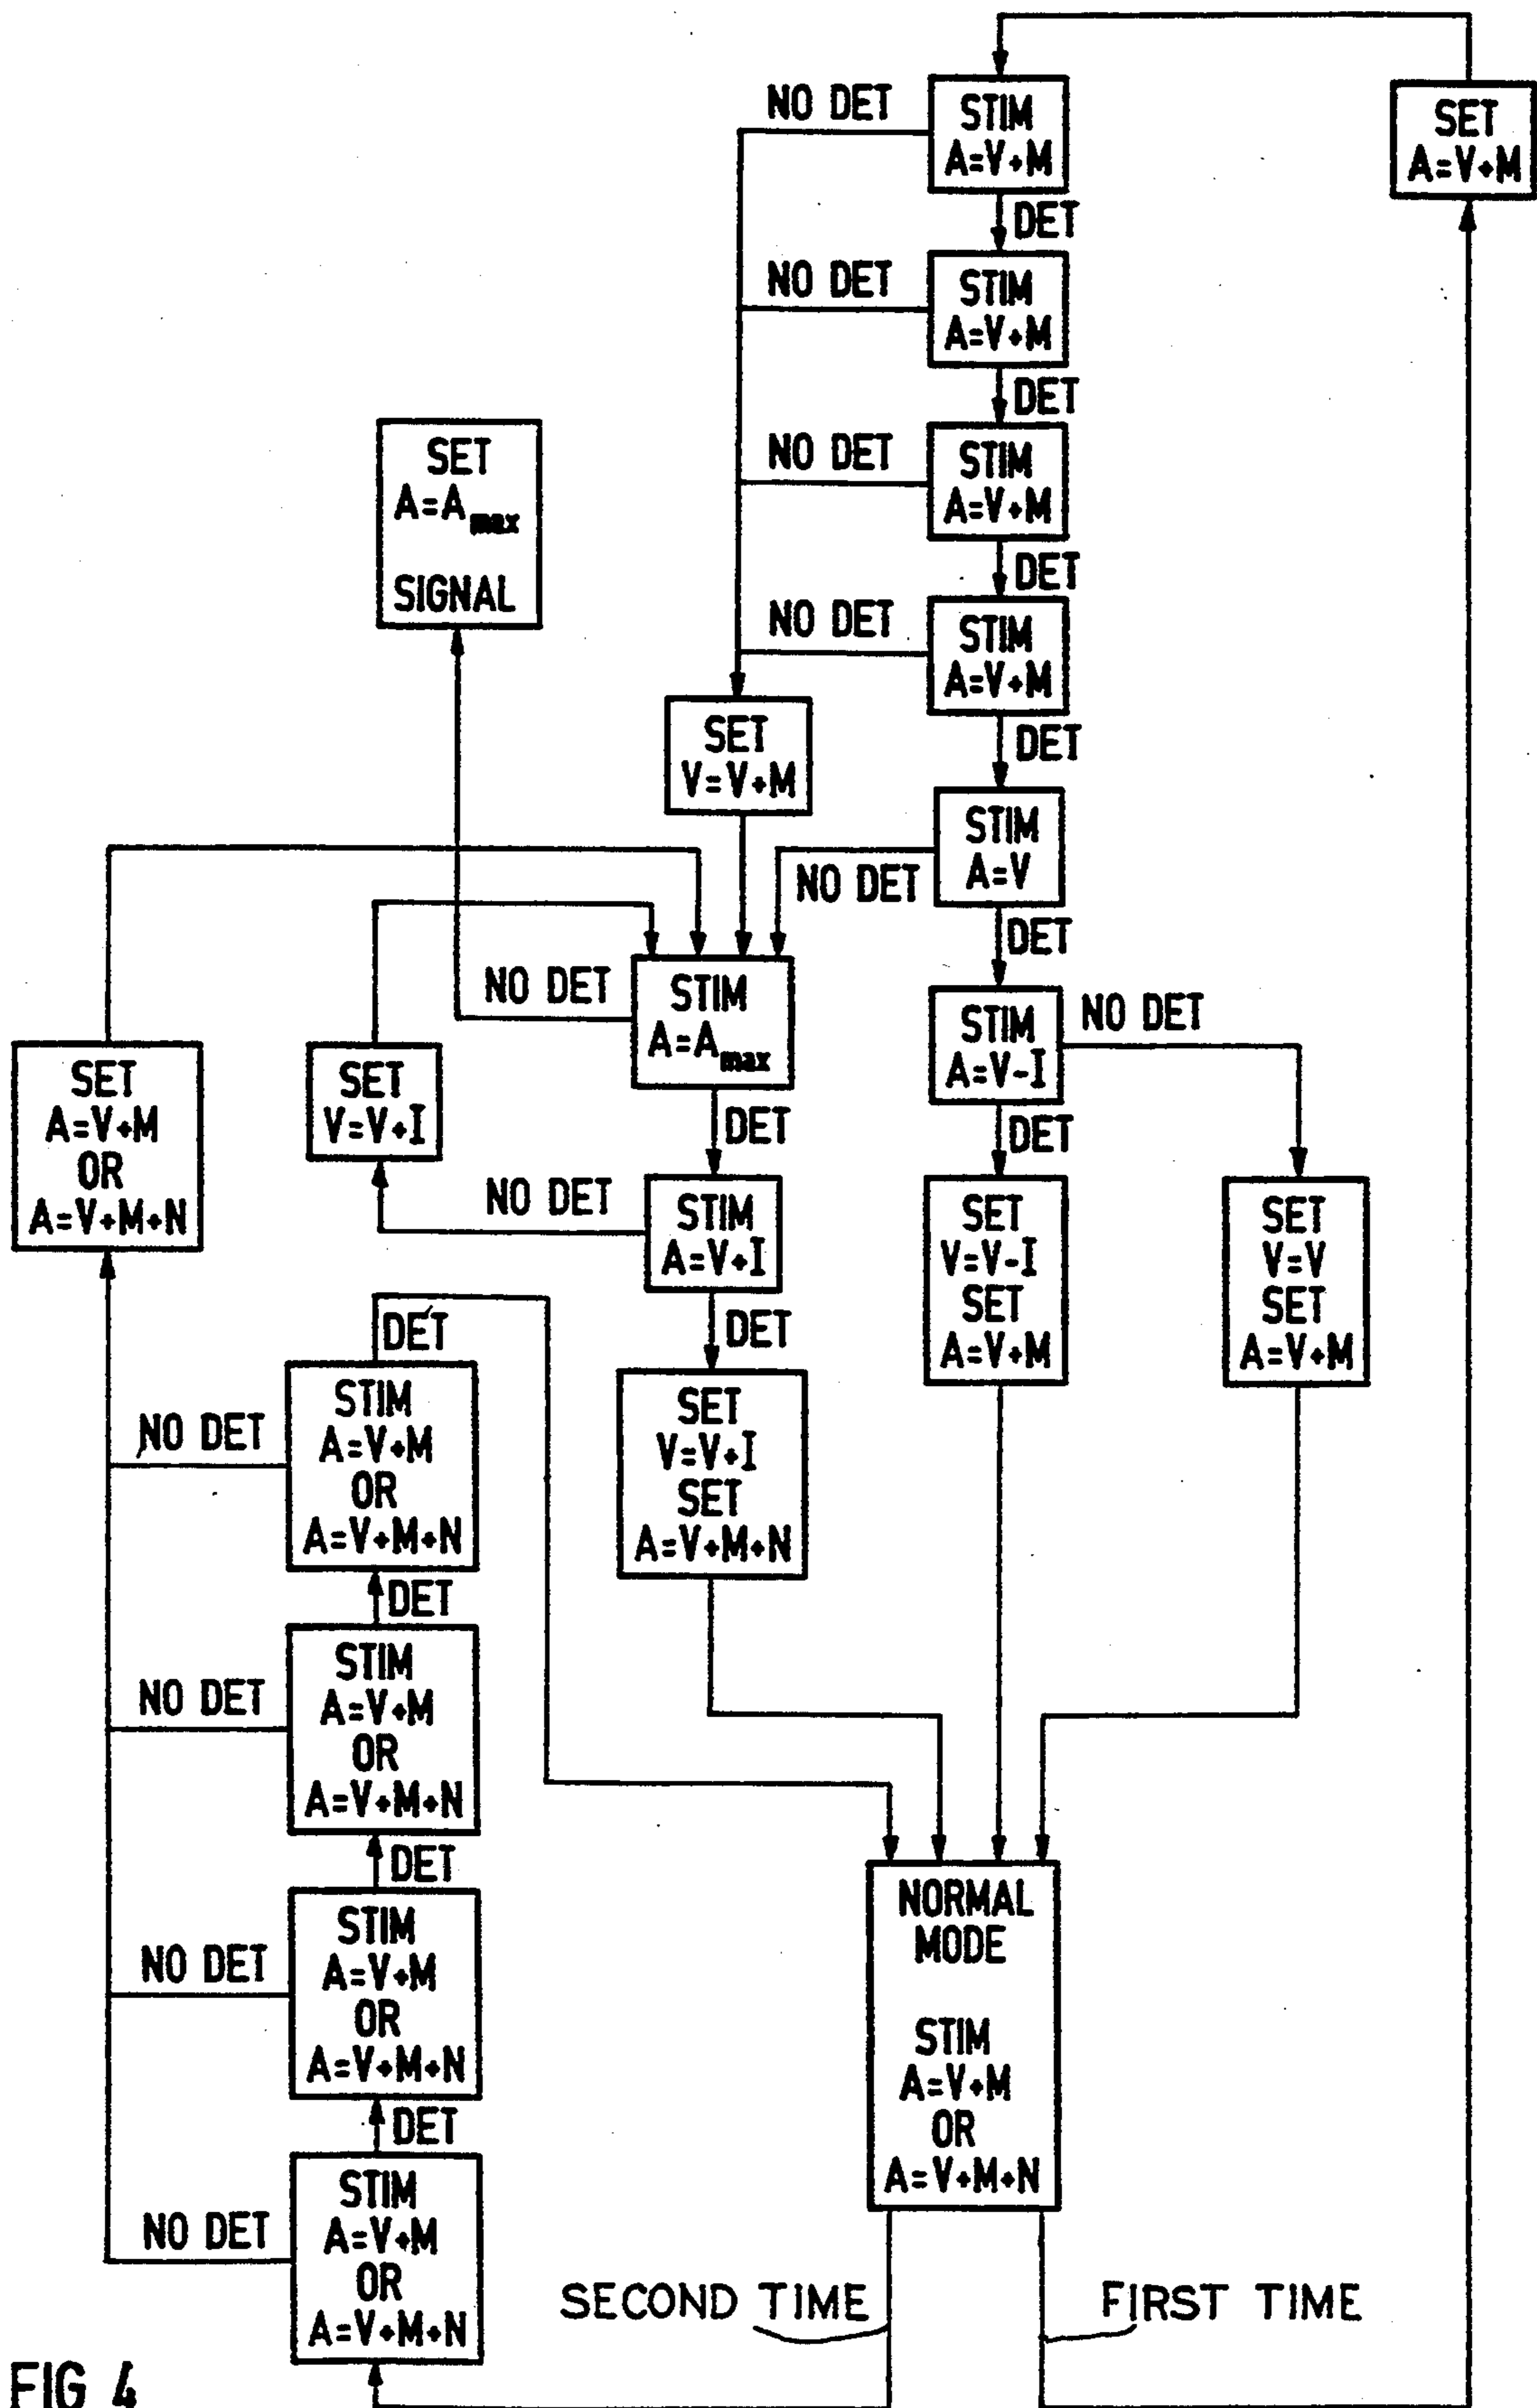 NO DET
STIM
A=V+M
SET
A=V+M
DET
NO DET
STIM
A=V+M
DET
NO DET
STIM
A=V+M
SET
A=Amax
SIGNAL
DET
NO DET
STIM
A=V+M
DET
SET
V=V+M
STIM
A=V
NO DET
DET
NO DET
STIM
A=Amax
STIM
A=V-I
NO DET
SET
A=V+M
OR
A=V+M+N
SET
V=V+I
DET
DET
NO DET
STIM
A=V+I
SET
V=V-I
SET
A=V+M
SET
V=V
SET
A=V+M
DET
DET
NO DET
STIM
A=V+M
OR
A=V+M+N
SET
V=V+I
SET
A=V+M+N
DET
NO DET
STIM
A=V+M
OR
A=V+M+N
DET
NO DET
STIM
A=V+M
OR
A=V+M+N
NORMAL
MODE
STIM
A=V+M
OR
A=V+M+N
DET
NO DET
STIM
A=V+M
OR
A=V+M+N
SECOND TIME
FIRST TIME
FIG 4